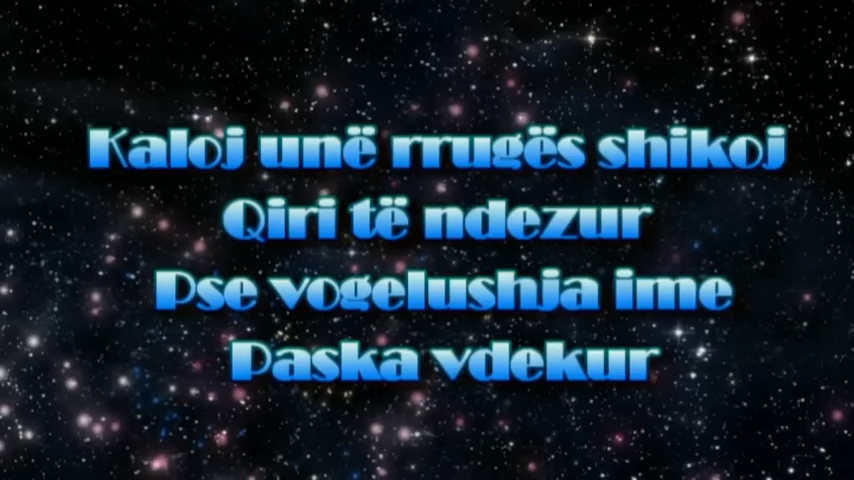 Kaloj unë rrugës shikoj
Qiri të ndezur
Pse vogelushja ime
Paska vdekur